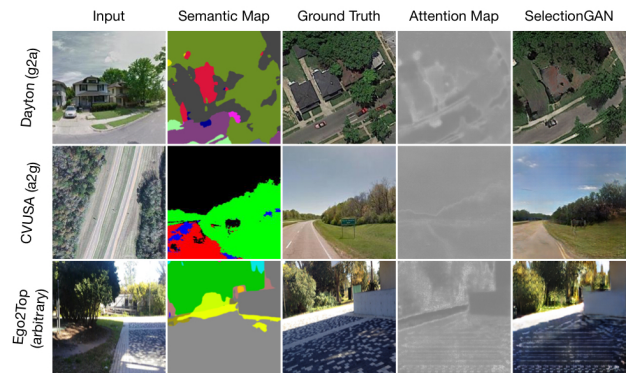 Input Semantic Map Ground Truth Attention Map SelectionGAN
Dayton (g2a)
CVUSA (a2g)
Ego2Top
(arbitrary)